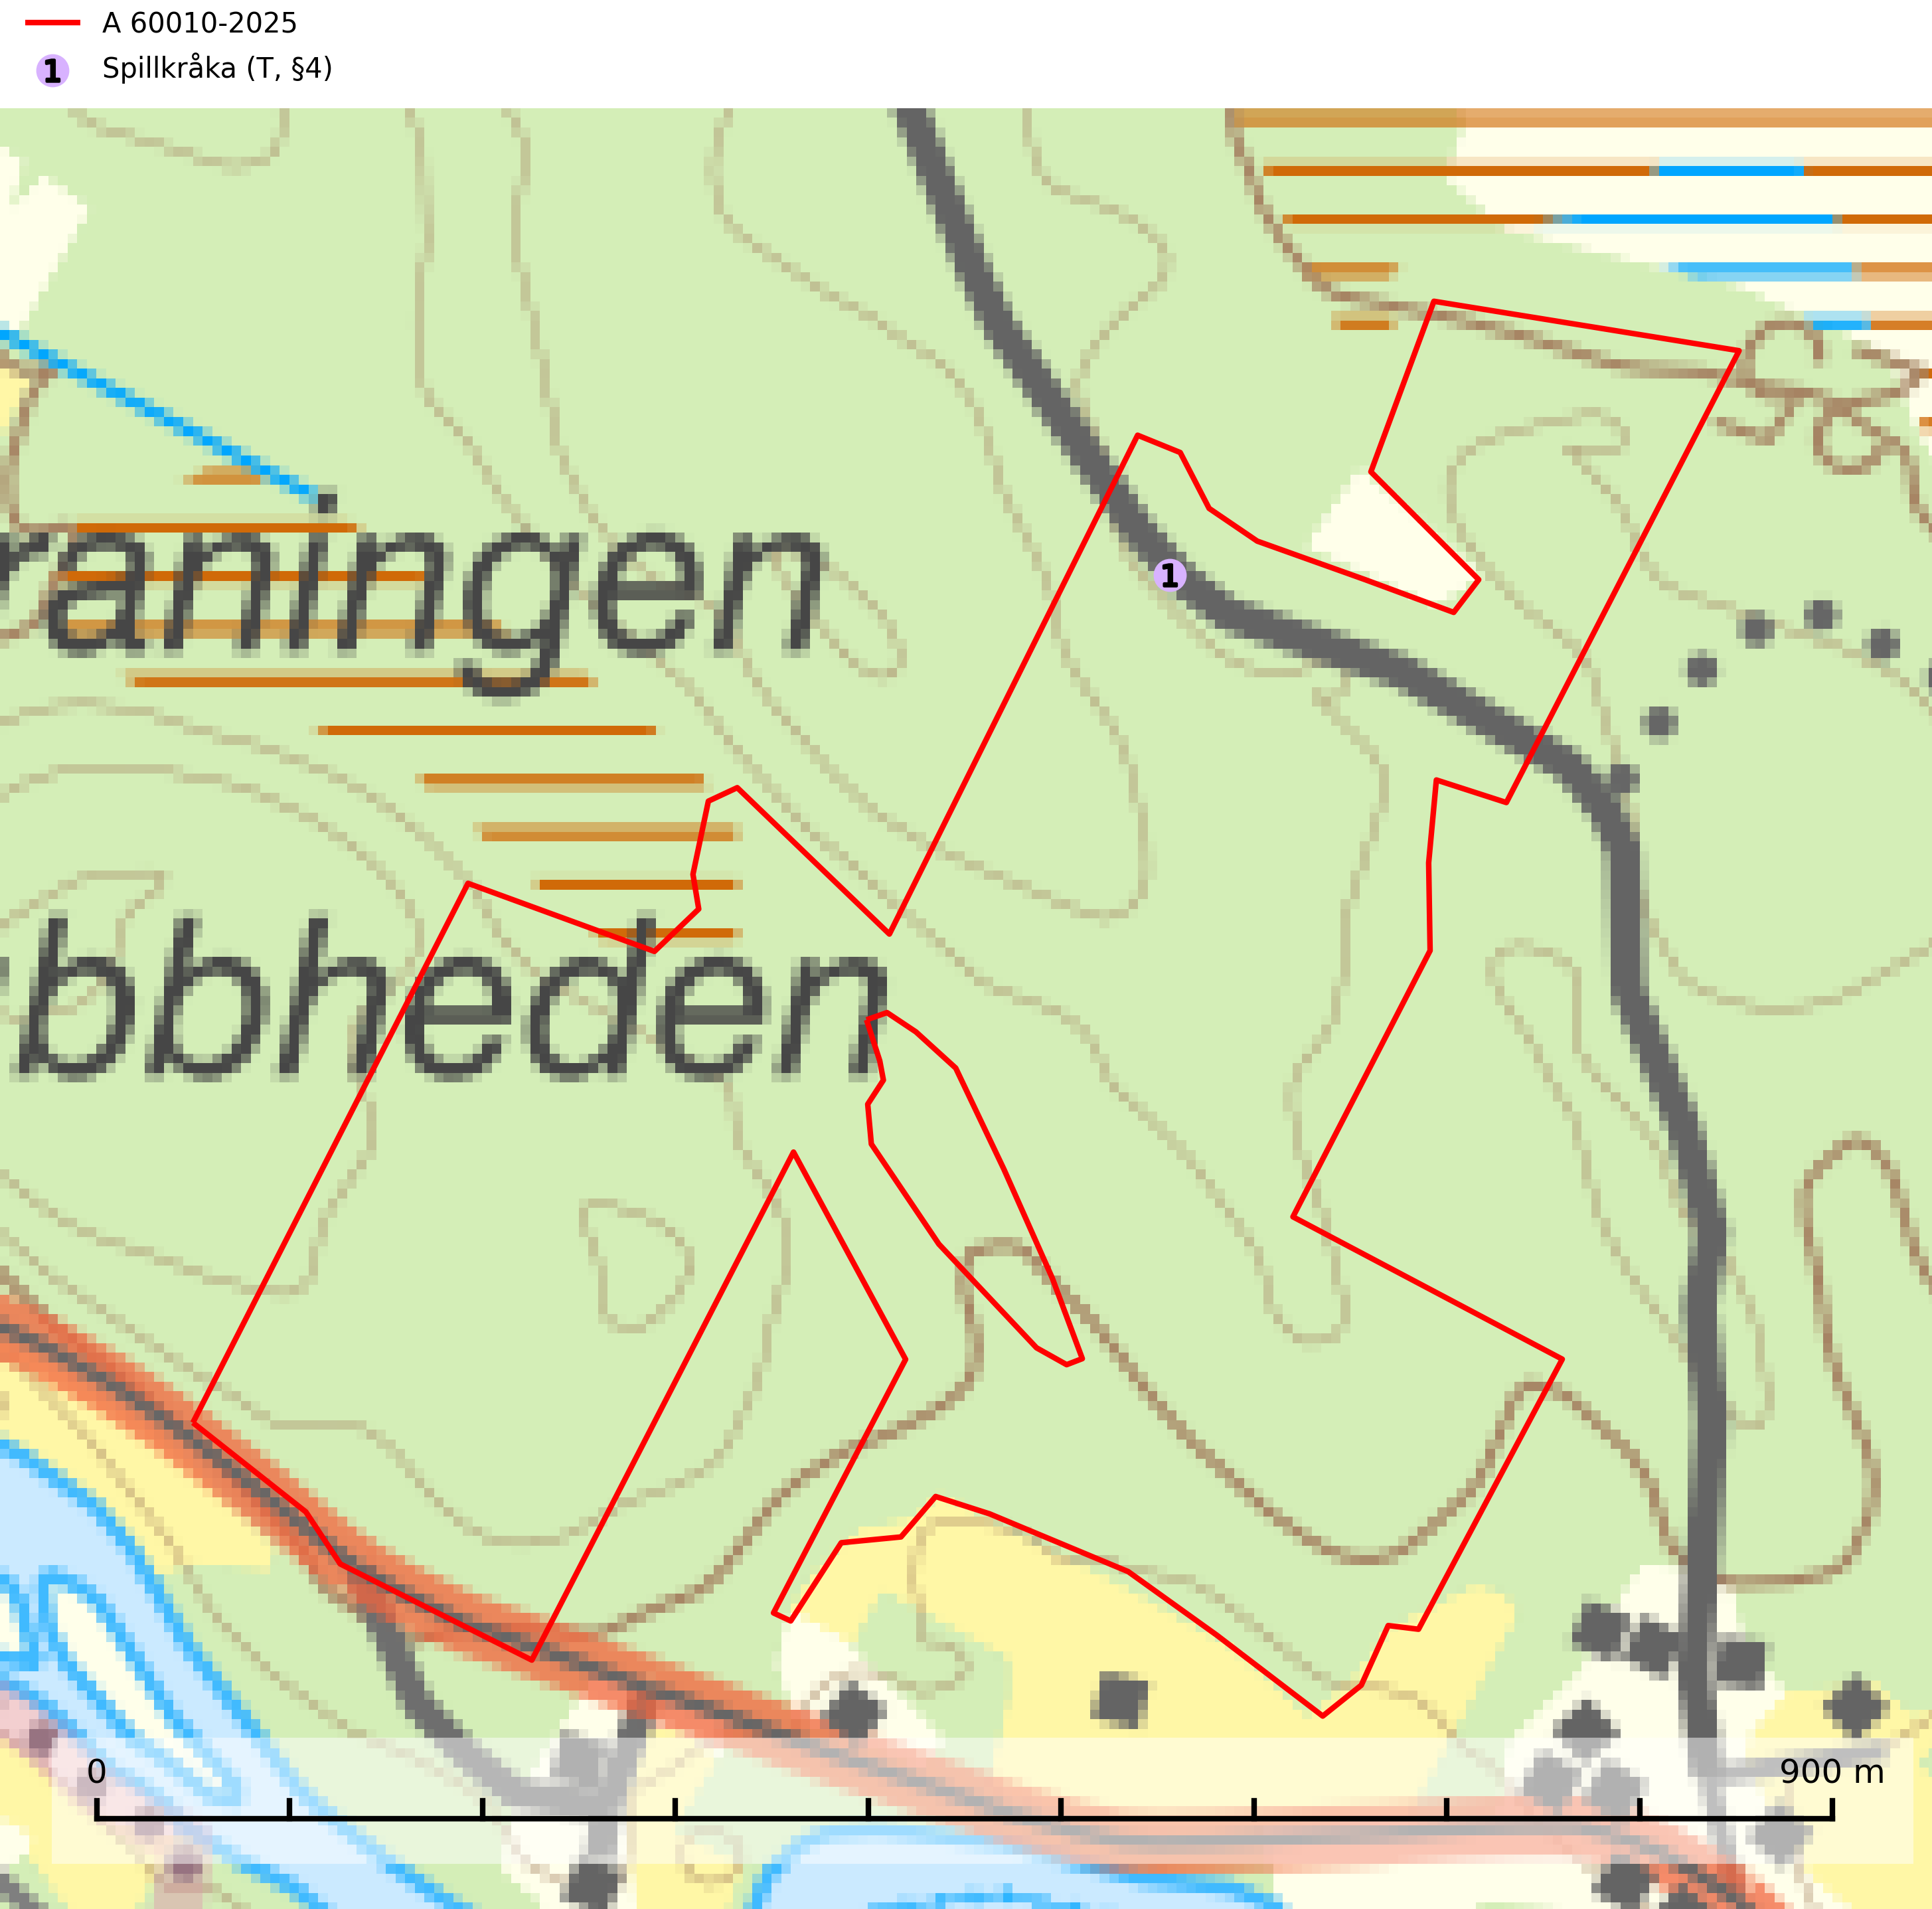 A 60010-2025
1 Spillkråka (T, §4)
1
raningen
bbheden
0 900 m